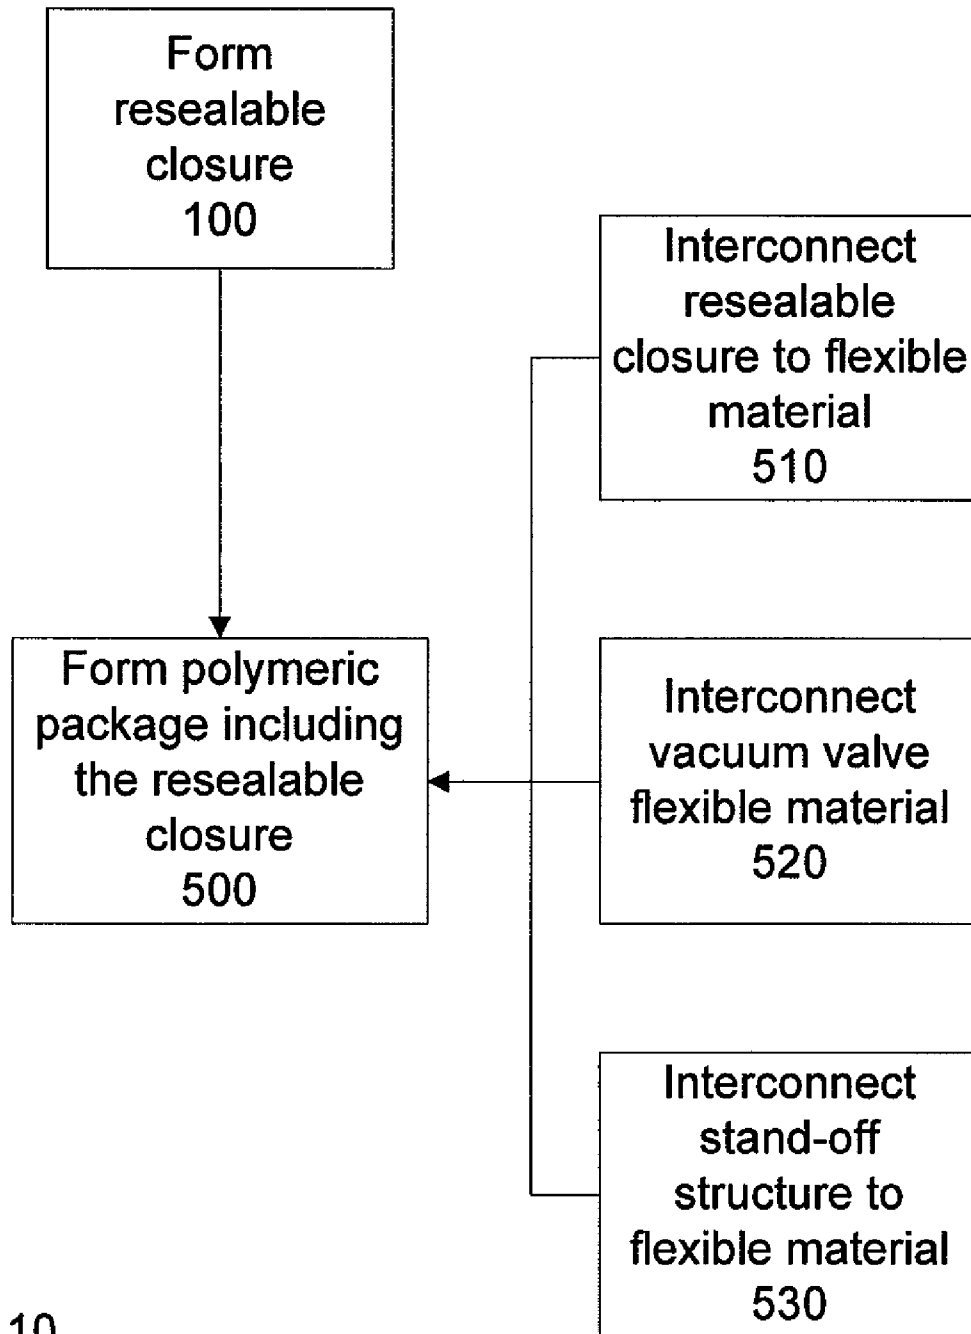 Form
resealable
closure
100
Interconnect
resealable
closure to flexible
material
510
Form polymeric
package including
the resealable
closure
500
Interconnect
vacuum valve
flexible material
520
Interconnect
stand-off
structure to
flexible material
530
10